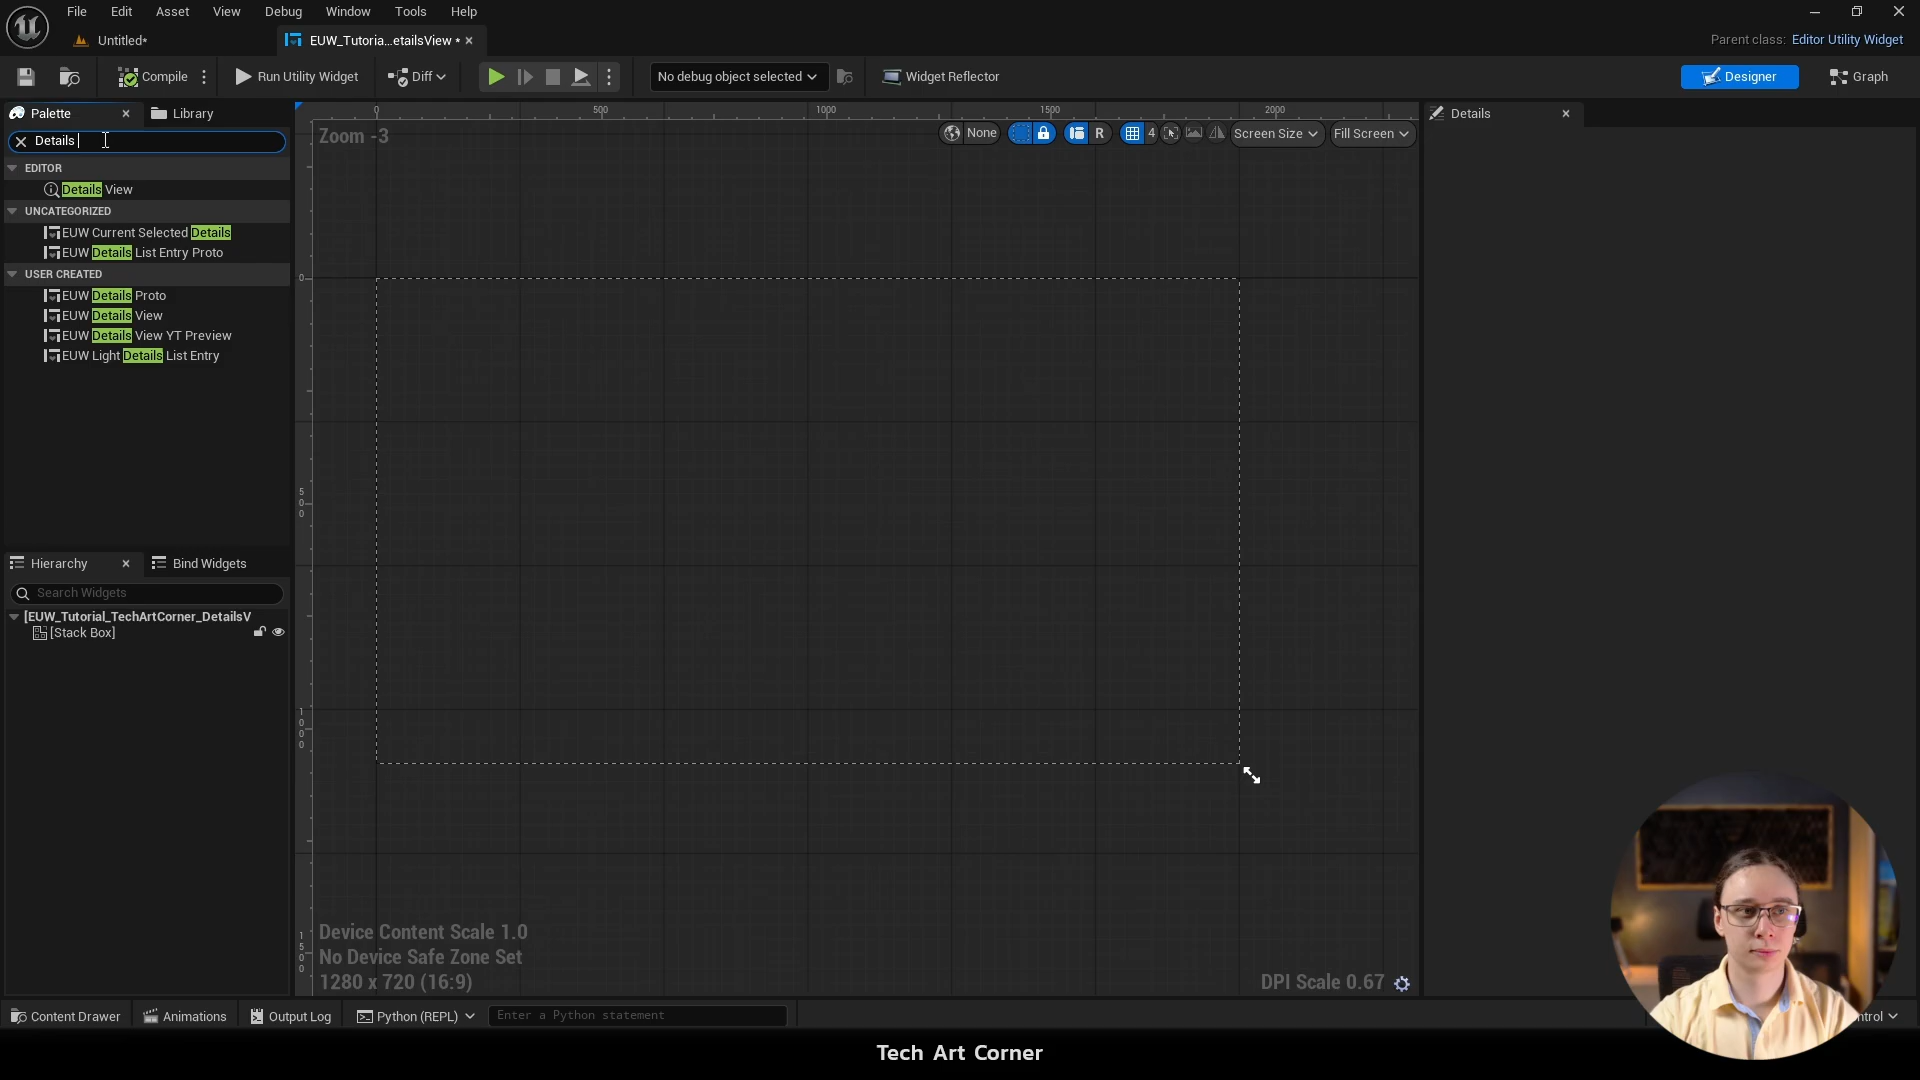 File Edit Asset View Debug Window Tools Help
Untitled*
EUW_Tutoria...etailsView *
Parent class: Editor Utility Widget
Compile
Run Utility Widget
Diff
No debug object selected
Widget Reflector
Designer
Graph
Palette
Library
Details
EDITOR
Details View
UNCATEGORIZED
EUW Current Selected Details
EUW Details List Entry Proto
USER CREATED
EUW Details Proto
EUW Details View
EUW Details View YT Preview
EUW Light Details List Entry
Hierarchy
Bind Widgets
Search Widgets
[EUW_Tutorial_TechArtCorner_DetailsV
[Stack Box]
0 500 1000 1500 2000
Zoom -3
None
R
4
Screen Size
Fill Screen
0
500
1000
1500
Device Content Scale 1.0
No Device Safe Zone Set
1280 x 720 (16:9)
DPI Scale 0.67
Details
Content Drawer
Animations
Output Log
Python (REPL)
Enter a Python statement
ntrol
Tech Art Corner